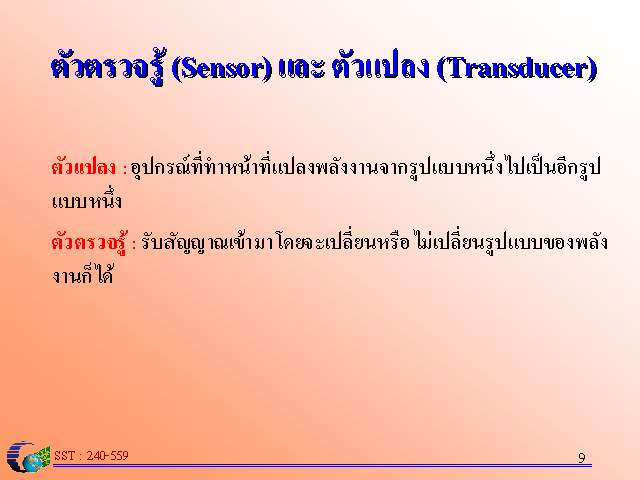 ตัวตรวจรู้ (Sensor) และ ตัวแปลง (Transducer)
ตัวแปลง : อุปกรณ์ที่ทำหน้าที่แปลงพลังงานจากรูปแบบหนึ่งไปเป็นอีกรูป
แบบหนึ่ง
ตัวตรวจรู้ : รับสัญญาณเข้ามาโดยจะเปลี่ยนหรือไม่เปลี่ยนรูปแบบของพลัง
งานก็ได้
SST : 240-559
9